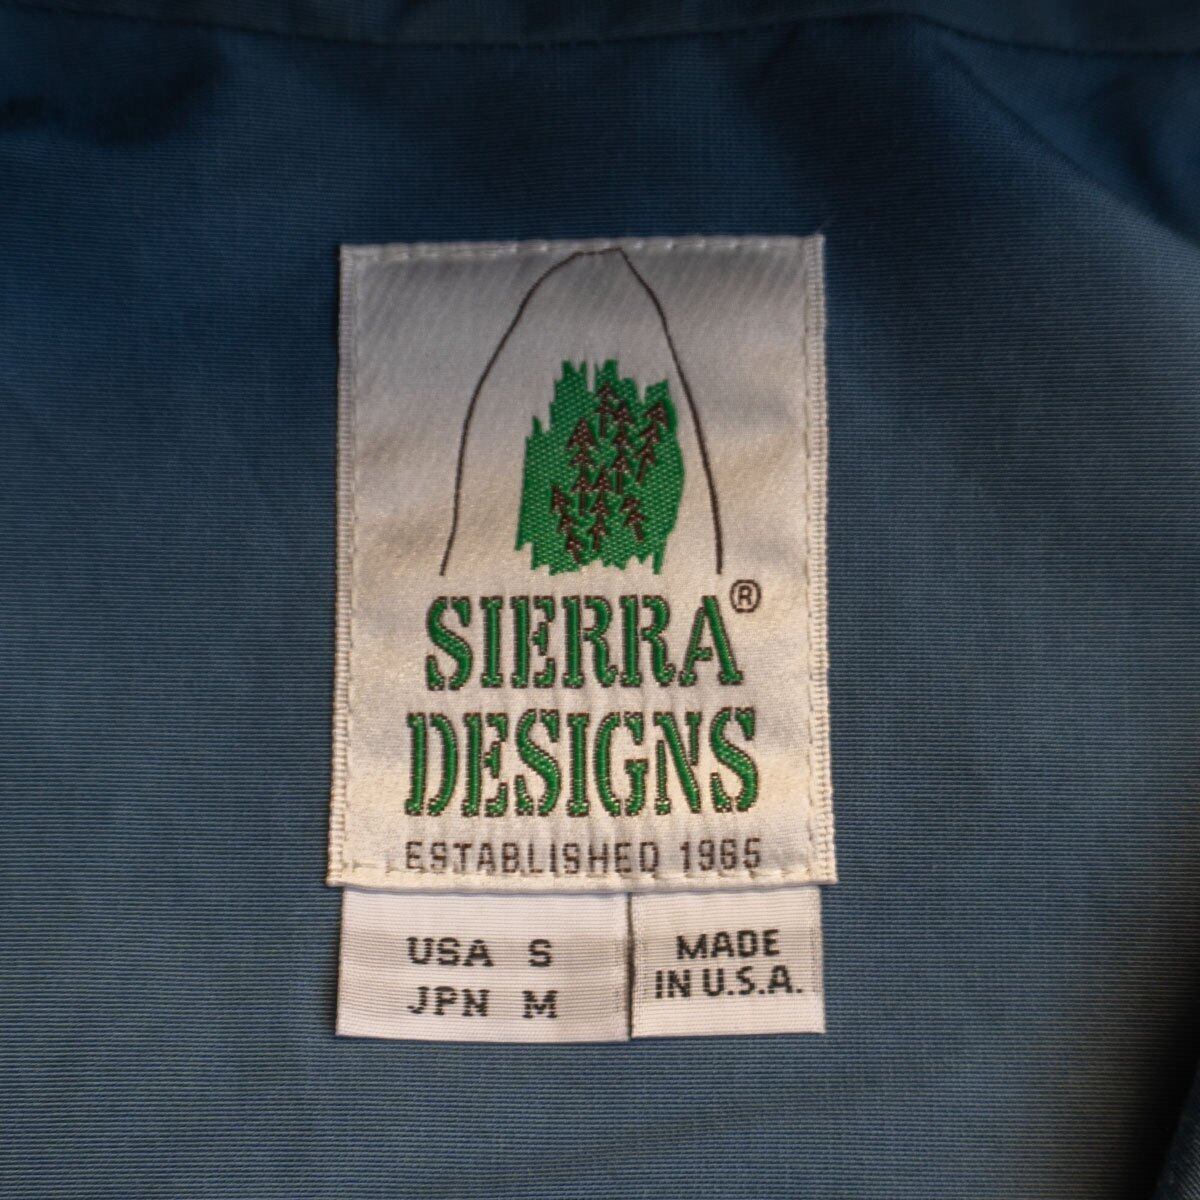 SIERRA®
DESIGNS
ESTABLISHED 1965
USA S
JPN M
MADE
IN U.S.A.